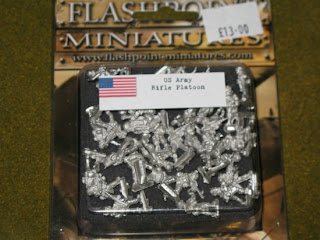 FLASHPOINT
£13-00
MINIATURES
www.flashpoint-miniatures.com
US Army
Rifle Platoon